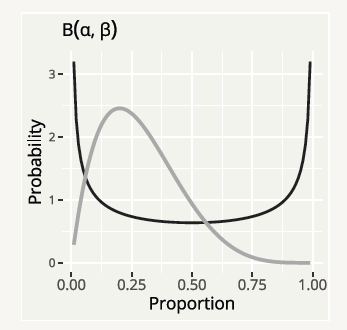 B(α, β)
Probability
3
2
1
0
0.00 0.25 0.50 0.75 1.00
Proportion